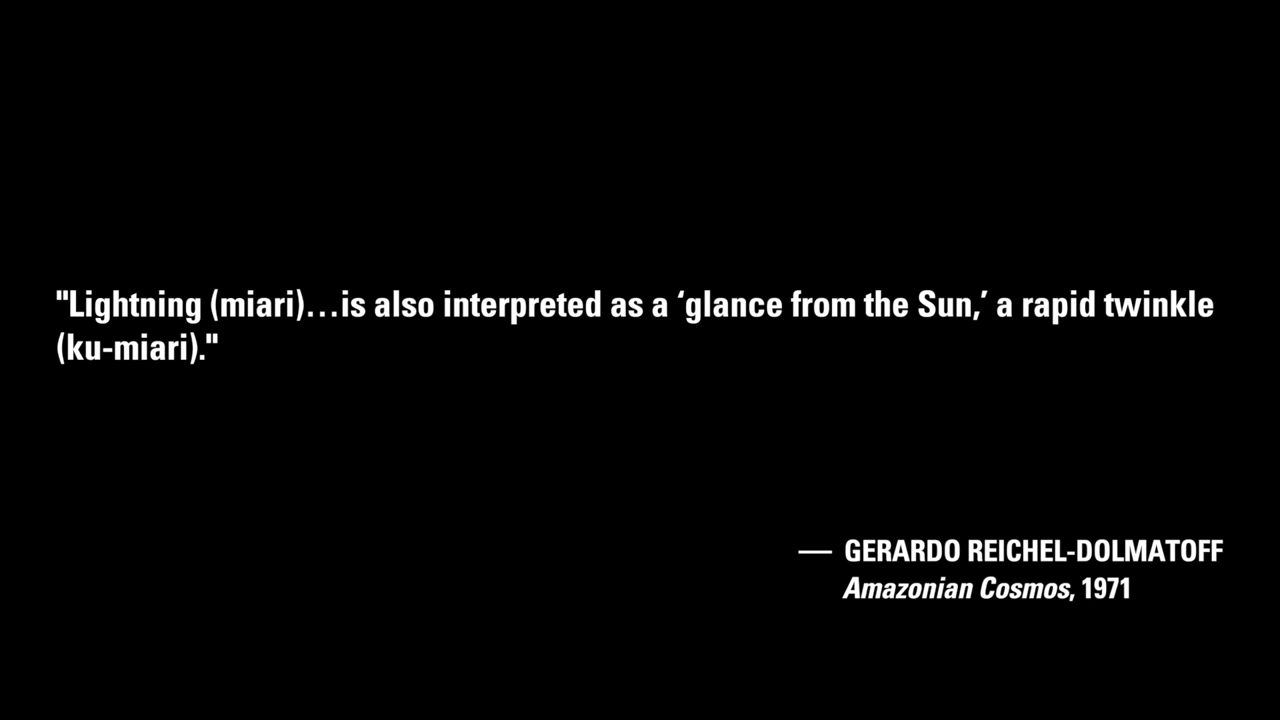 "Lightning (miari)…is also interpreted as a ‘glance from the Sun,’ a rapid twinkle
(ku-miari)."
— GERARDO REICHEL-DOLMATOFF
Amazonian Cosmos, 1971